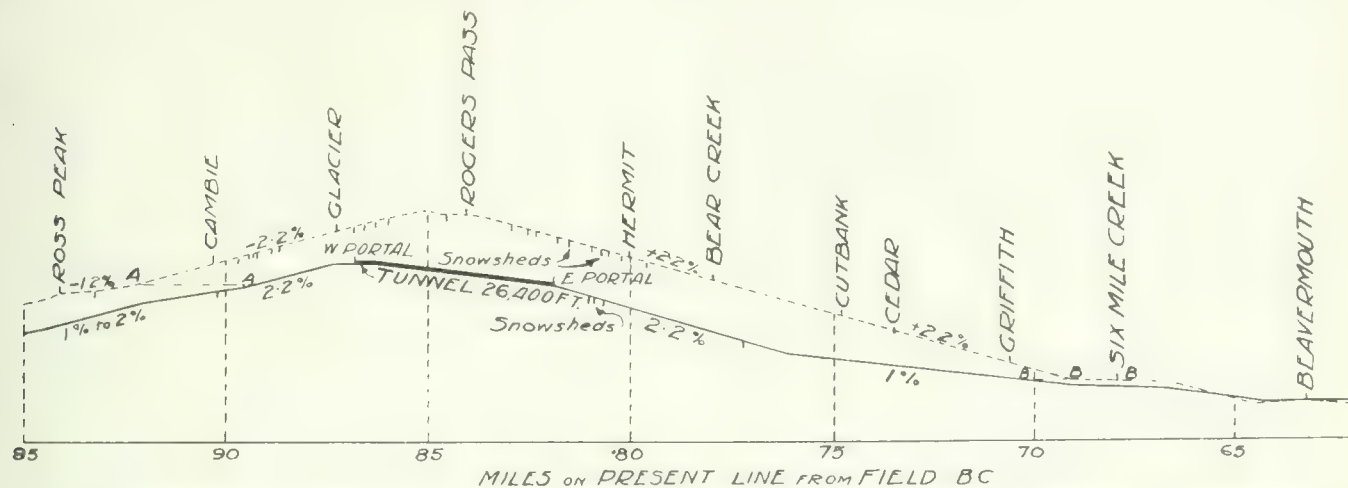 ROSS PEAK
CAMBIE
GLACIER
ROGERS PASS
HERMIT
BEAR CREEK
CUTBANK
CEDAR
GRIFFITH
SIX MILE CREEK
BEAVERMOUTH
-1.2% A
-2.2%
W PORTAL
Snowsheds
+2.2%
E PORTAL
+2.2%
1% to 2%
A
2.2%
TUNNEL 26,400 FT.
Snowsheds
2.2%
1%
B B B
85 90 85 80 75 70 65
MILES ON PRESENT LINE FROM FIELD BC